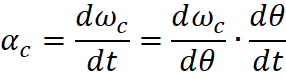 α_c = dω_c/dt = dω_c/dθ · dθ/dt